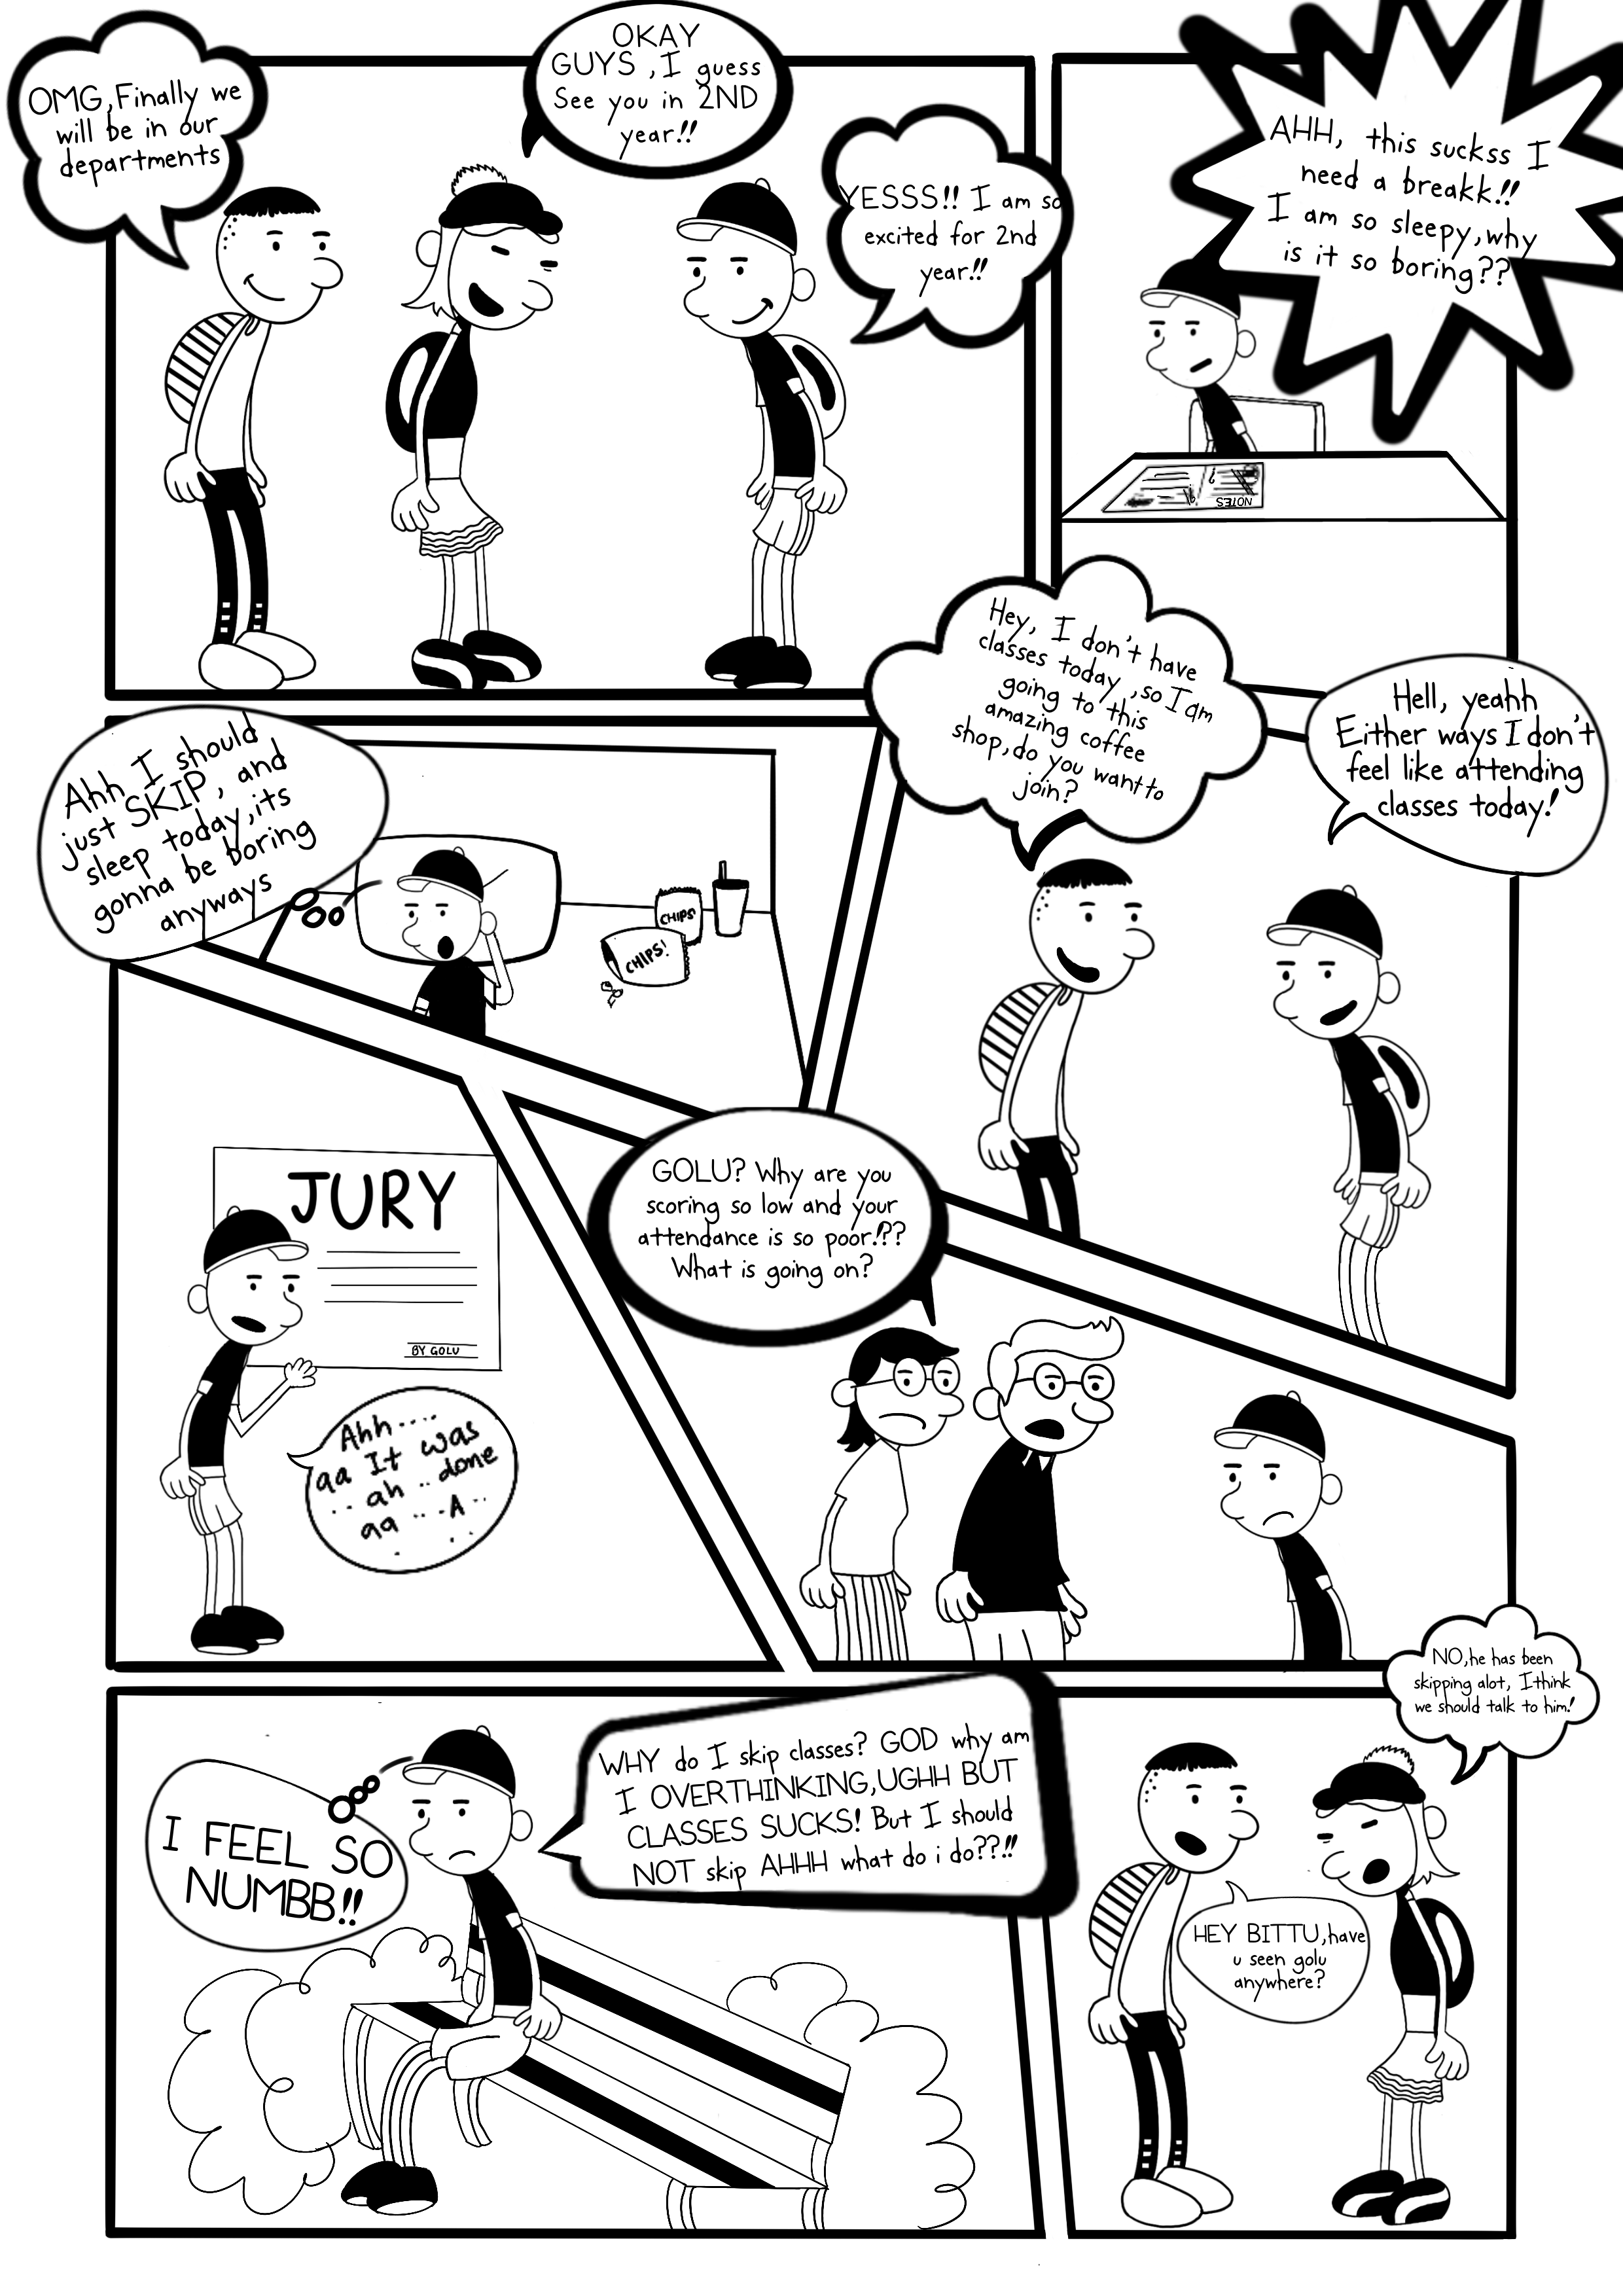 OMG,Finally we
will be in our
departments
OKAY
GUYS ,I guess
See you in 2ND
year!!
YESSS!! I am so
excited for 2nd
year!!
AHH, this suckss I
need a breakk!!
I am so sleepy,why
is it so boring??
NOTES
Ahh I should
just SKIP, and
sleep today,its
gonna be boring
anyways
CHIPS!
CHIPS!
Hey, I don't have
classes today ,so I am
going to this
amazing coffee
shop,do you want to
join?
Hell, yeahh
Either ways I don't
feel like attending
classes today!
JURY
BY GOLU
Ahh....
aa It was
.. ah .. done
aa ... A ..
GOLU? Why are you
scoring so low and your
attendance is so poor!??
What is going on?
I FEEL SO
NUMBB!!
WHY do I skip classes? GOD why am
I OVERTHINKING,UGHH BUT
CLASSES SUCKS! But I should
NOT skip AHHH what do i do??!!
HEY BITTU,have
u seen golu
anywhere?
NO,he has been
skipping alot, I think
we should talk to him!